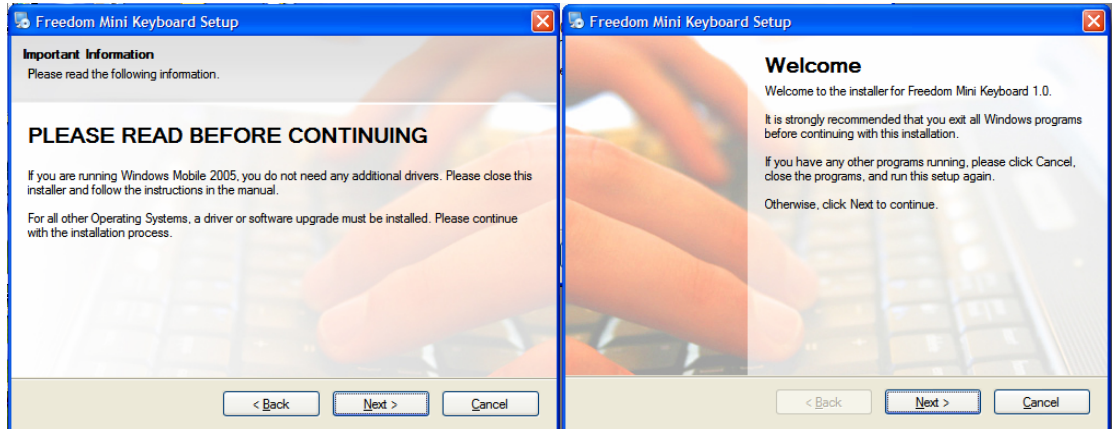 Freedom Mini Keyboard Setup
Important Information
Please read the following information.
PLEASE READ BEFORE CONTINUING
If you are running Windows Mobile 2005, you do not need any additional drivers. Please close this
installer and follow the instructions in the manual.
For all other Operating Systems, a driver or software upgrade must be installed. Please continue
with the installation process.
< Back
Next >
Cancel
Freedom Mini Keyboard Setup
Welcome
Welcome to the installer for Freedom Mini Keyboard 1.0.
It is strongly recommended that you exit all Windows programs
before continuing with this installation.
If you have any other programs running, please click Cancel,
close the programs, and run this setup again.
Otherwise, click Next to continue.
< Back
Next >
Cancel